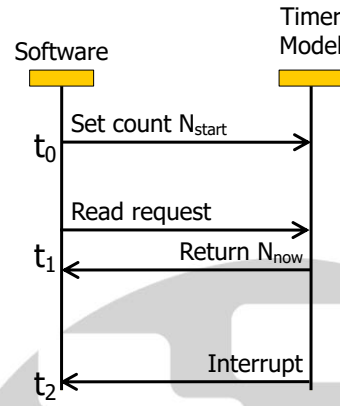 Timer
Model
Software
Set count Nstart
t0
Read request
Return Nnow
t1
Interrupt
t2